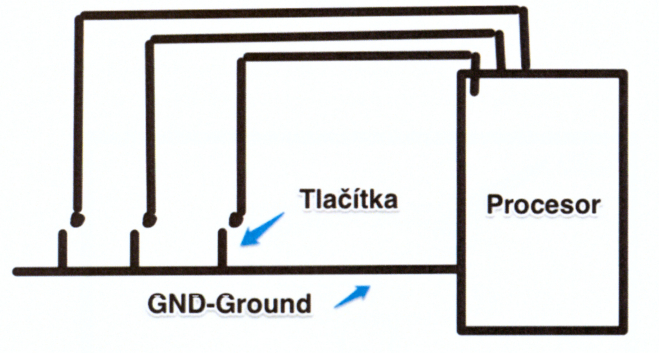 Tlačítka
Procesor
GND-Ground